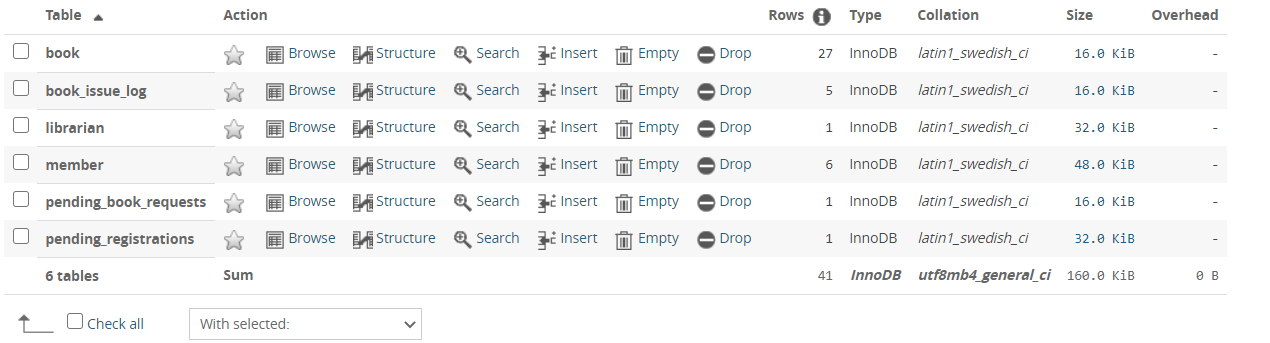 Table Action Rows Type Collation Size Overhead
book Browse Structure Search Insert Empty Drop 27 InnoDB latin1_swedish_ci 16.0 KiB -
book_issue_log Browse Structure Search Insert Empty Drop 5 InnoDB latin1_swedish_ci 16.0 KiB -
librarian Browse Structure Search Insert Empty Drop 1 InnoDB latin1_swedish_ci 32.0 KiB -
member Browse Structure Search Insert Empty Drop 6 InnoDB latin1_swedish_ci 48.0 KiB -
pending_book_requests Browse Structure Search Insert Empty Drop 1 InnoDB latin1_swedish_ci 16.0 KiB -
pending_registrations Browse Structure Search Insert Empty Drop 1 InnoDB latin1_swedish_ci 32.0 KiB -
6 tables Sum 41 InnoDB utf8mb4_general_ci 160.0 KiB 0 B
Check all With selected: